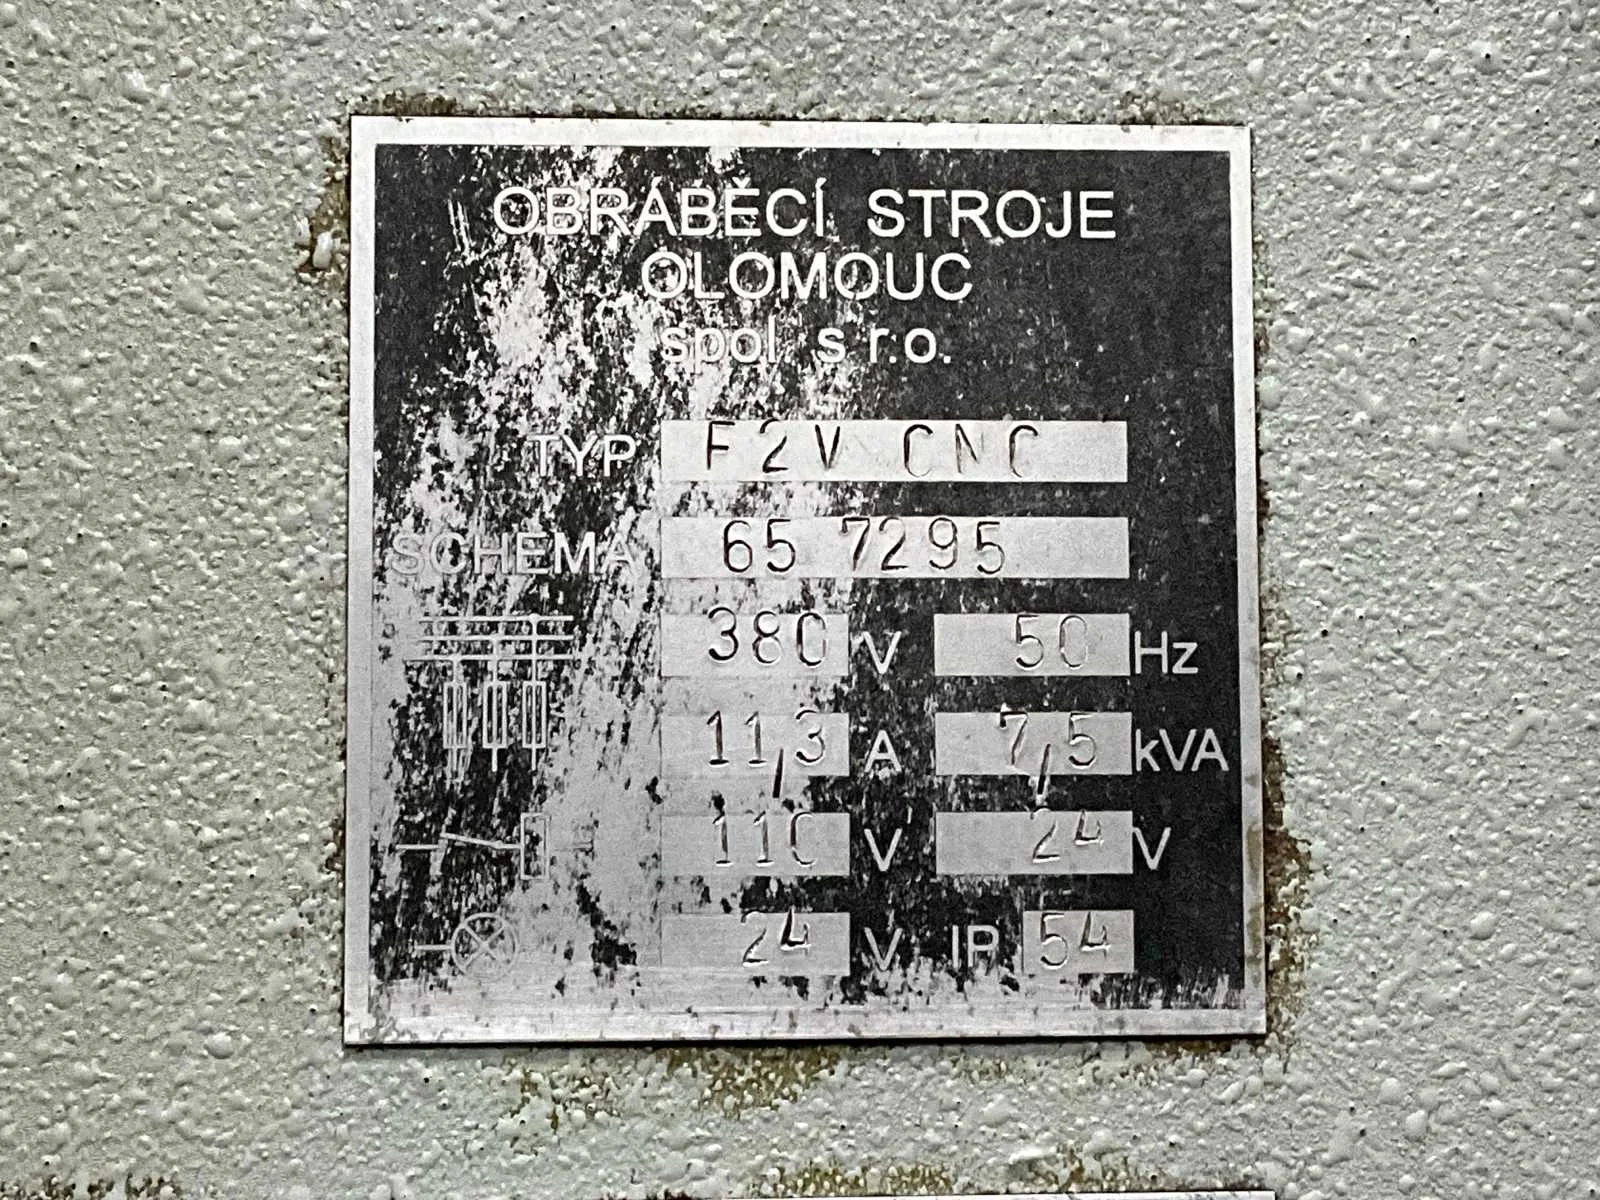 OBRÁBĚCÍ STROJE
OLOMOUC
spol. s r.o.
TYP F2V CNC
SCHEMA 65 7295
380 V 50 Hz
11,3 A 7,5 kVA
110 V 24 V
24 V IP 54